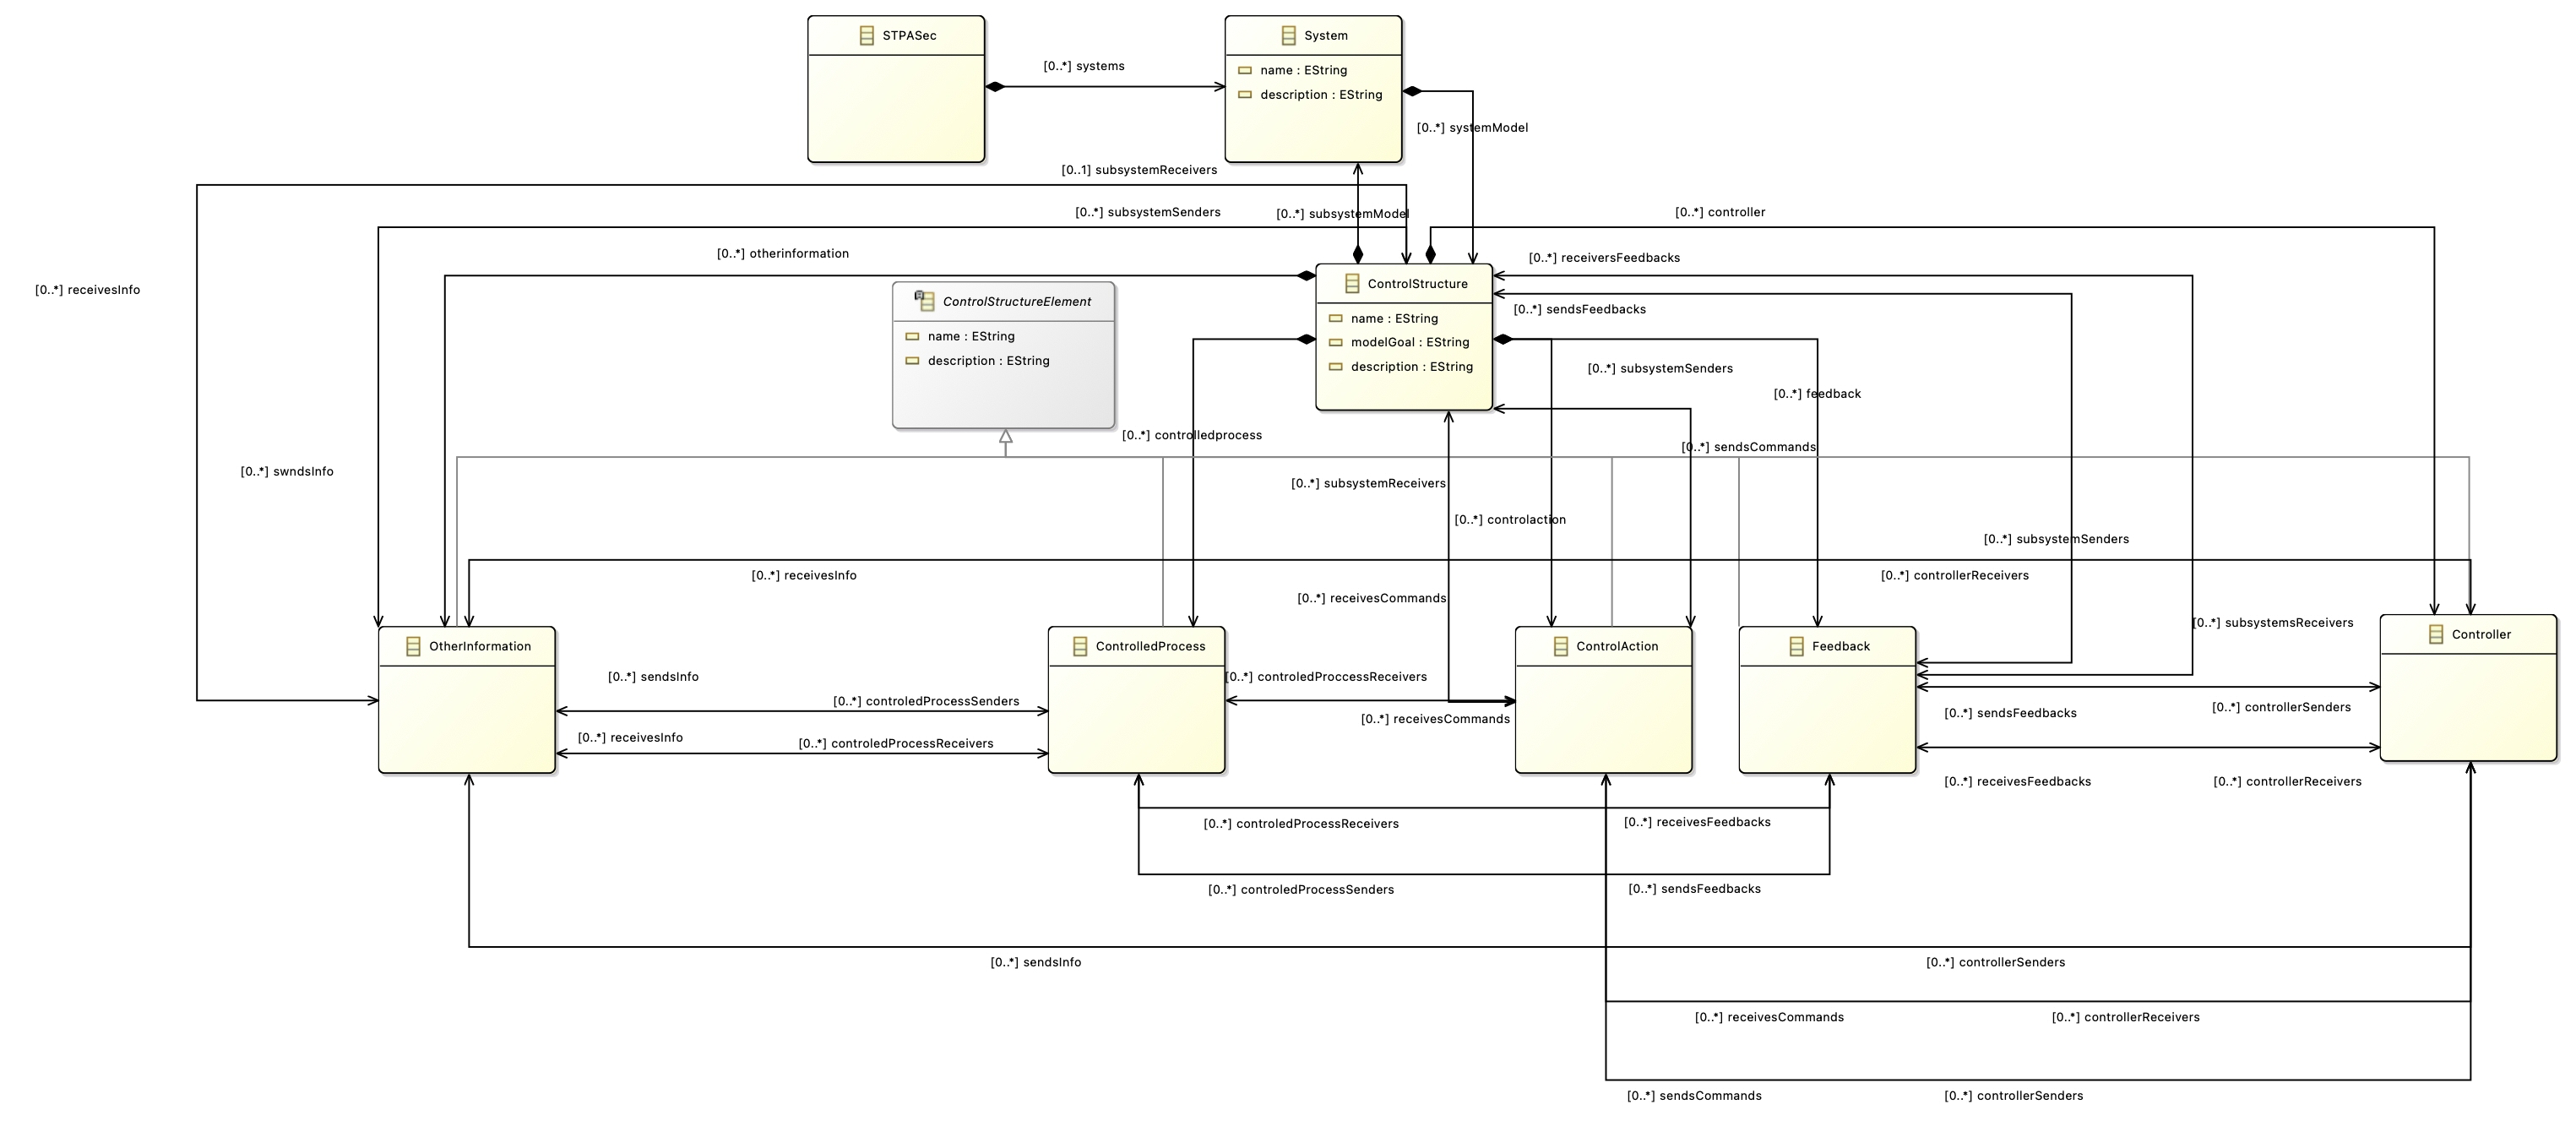 STPASec
System
[0..*] systems
name : EString
description : EString
[0..*] systemModel
[0..1] subsystemReceivers
[0..*] subsystemSenders
[0..*] subsystemModel
[0..*] controller
[0..*] otherinformation
[0..*] receiversFeedbacks
[0..*] receivesInfo
ControlStructure
ControlStructureElement
[0..*] sendsFeedbacks
name : EString
modelGoal : EString
description : EString
name : EString
description : EString
[0..*] subsystemSenders
[0..*] feedback
[0..*] controlledprocess
[0..*] sendsCommands
[0..*] swndsInfo
[0..*] subsystemReceivers
[0..*] controlaction
[0..*] subsystemSenders
[0..*] receivesInfo
[0..*] controllerReceivers
[0..*] receivesCommands
[0..*] subsystemsReceivers
OtherInformation
ControlledProcess
ControlAction
Feedback
Controller
[0..*] sendsInfo
[0..*] controledProccessReceivers
[0..*] controledProcessSenders
[0..*] controllerSenders
[0..*] sendsFeedbacks
[0..*] receivesCommands
[0..*] receivesInfo
[0..*] controledProcessReceivers
[0..*] receivesFeedbacks
[0..*] controllerReceivers
[0..*] controledProcessReceivers
[0..*] receivesFeedbacks
[0..*] controledProcessSenders
[0..*] sendsFeedbacks
[0..*] sendsInfo
[0..*] controllerSenders
[0..*] receivesCommands
[0..*] controllerReceivers
[0..*] sendsCommands
[0..*] controllerSenders